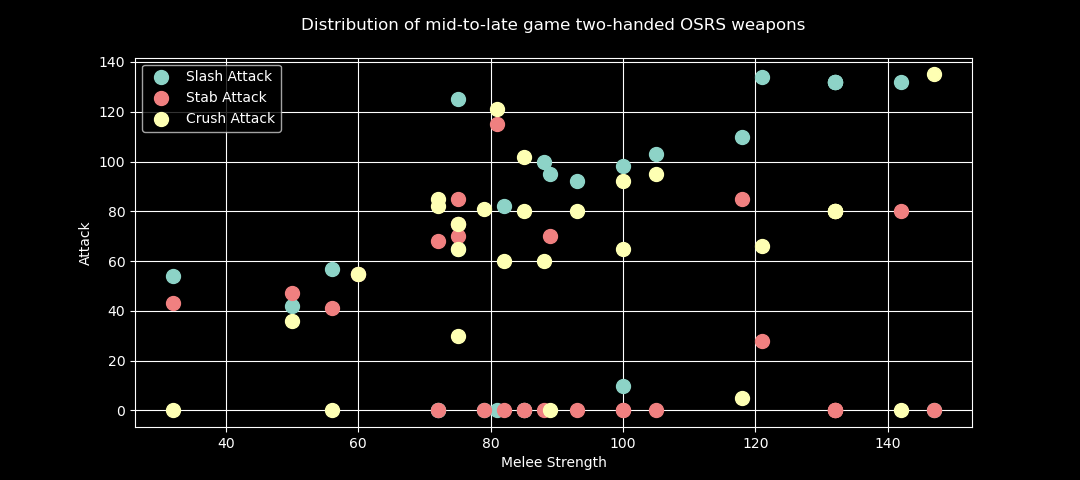 Distribution of mid-to-late game two-handed OSRS weapons
Slash Attack
Stab Attack
Crush Attack
140
120
100
80
60
40
20
0
Attack
40 60 80 100 120 140
Melee Strength